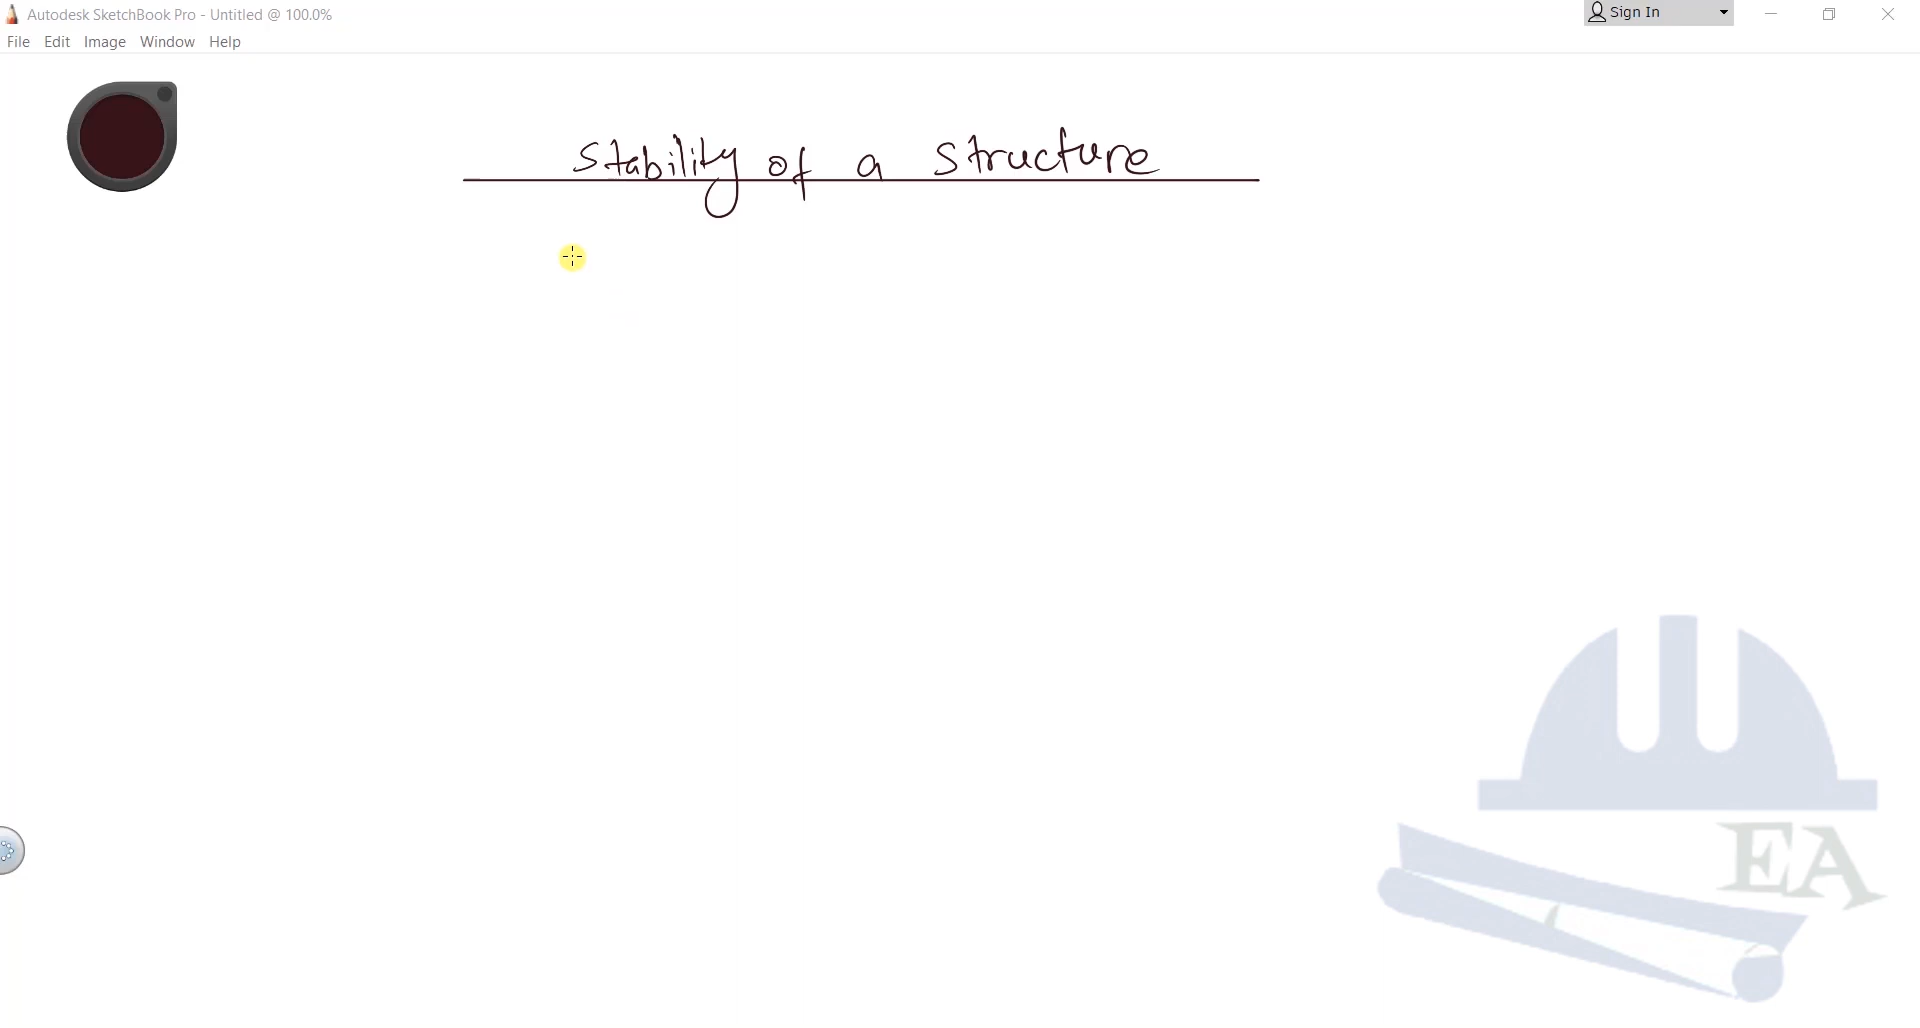 Autodesk SketchBook Pro - Untitled @ 100.0%
Sign In
File Edit Image Window Help
Stability of a structure
EA